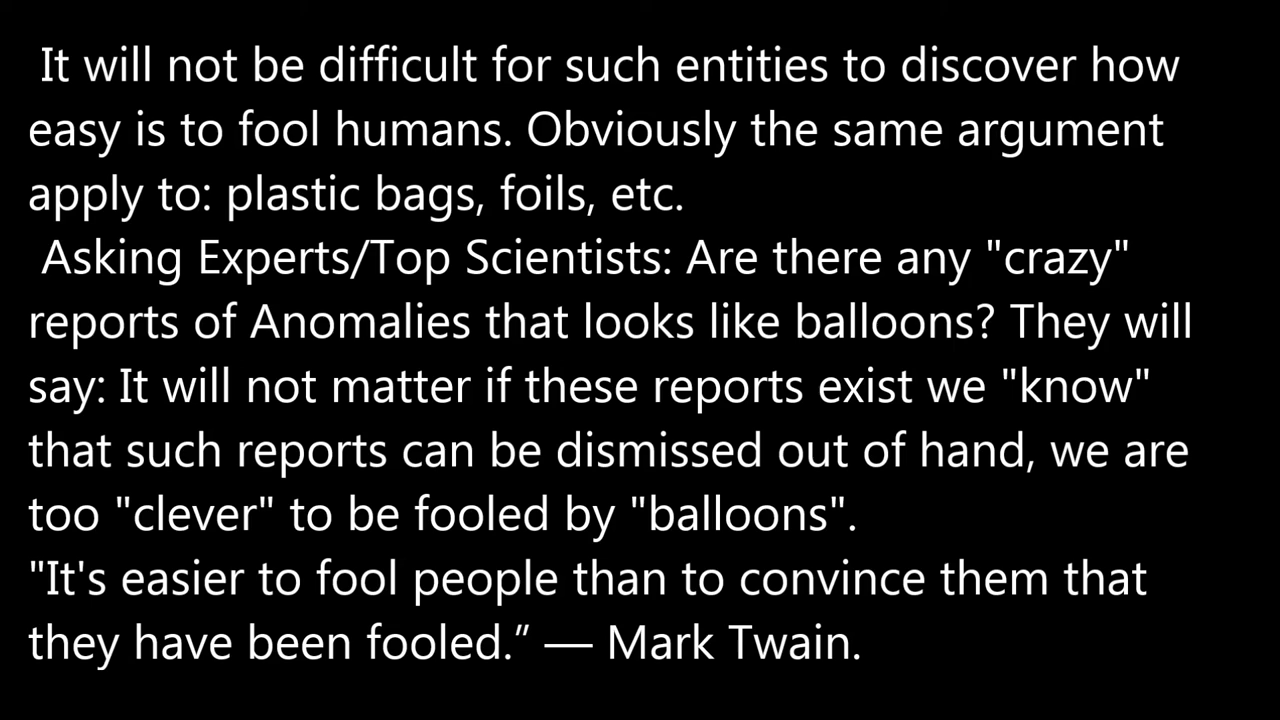 It will not be difficult for such entities to discover how
easy is to fool humans. Obviously the same argument
apply to: plastic bags, foils, etc.
Asking Experts/Top Scientists: Are there any "crazy"
reports of Anomalies that looks like balloons? They will
say: It will not matter if these reports exist we "know"
that such reports can be dismissed out of hand, we are
too "clever" to be fooled by "balloons".
"It's easier to fool people than to convince them that
they have been fooled.” — Mark Twain.